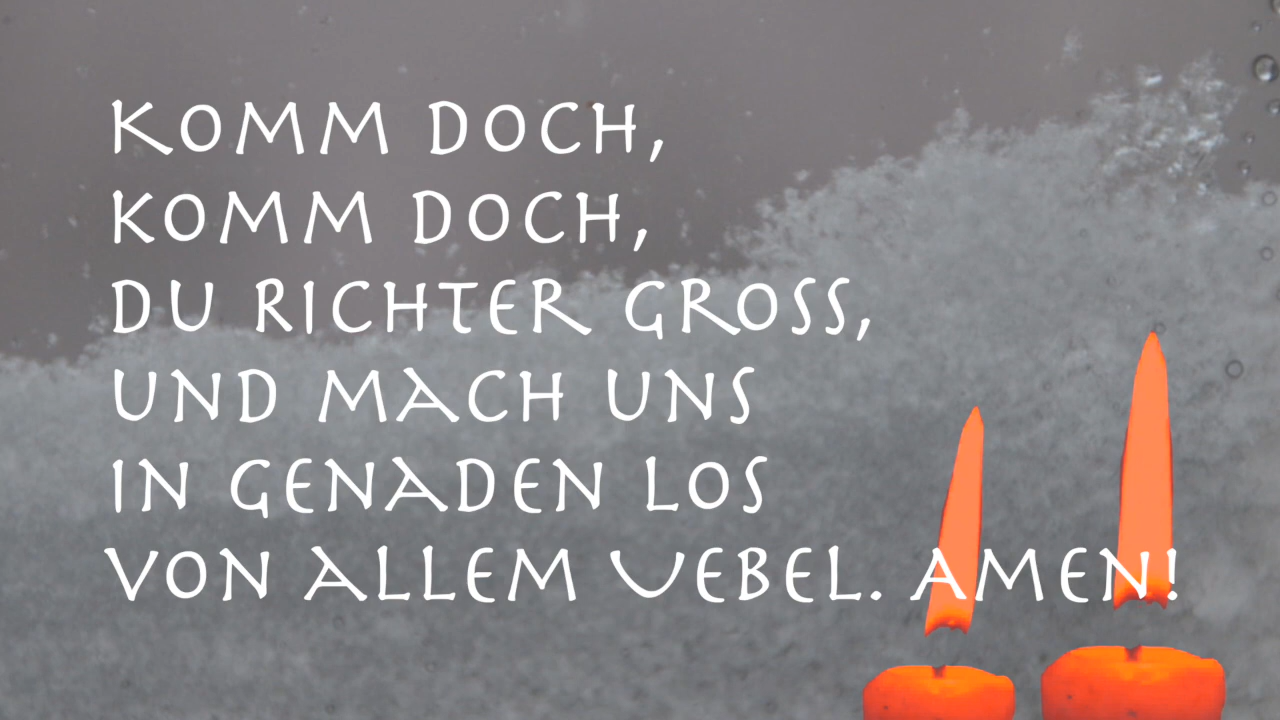 KOMM DOCH,
KOMM DOCH,
DU RICHTER GROSS,
UND MACH UNS
IN GENADEN LOS
VON ALLEM UEBEL. AMEN!